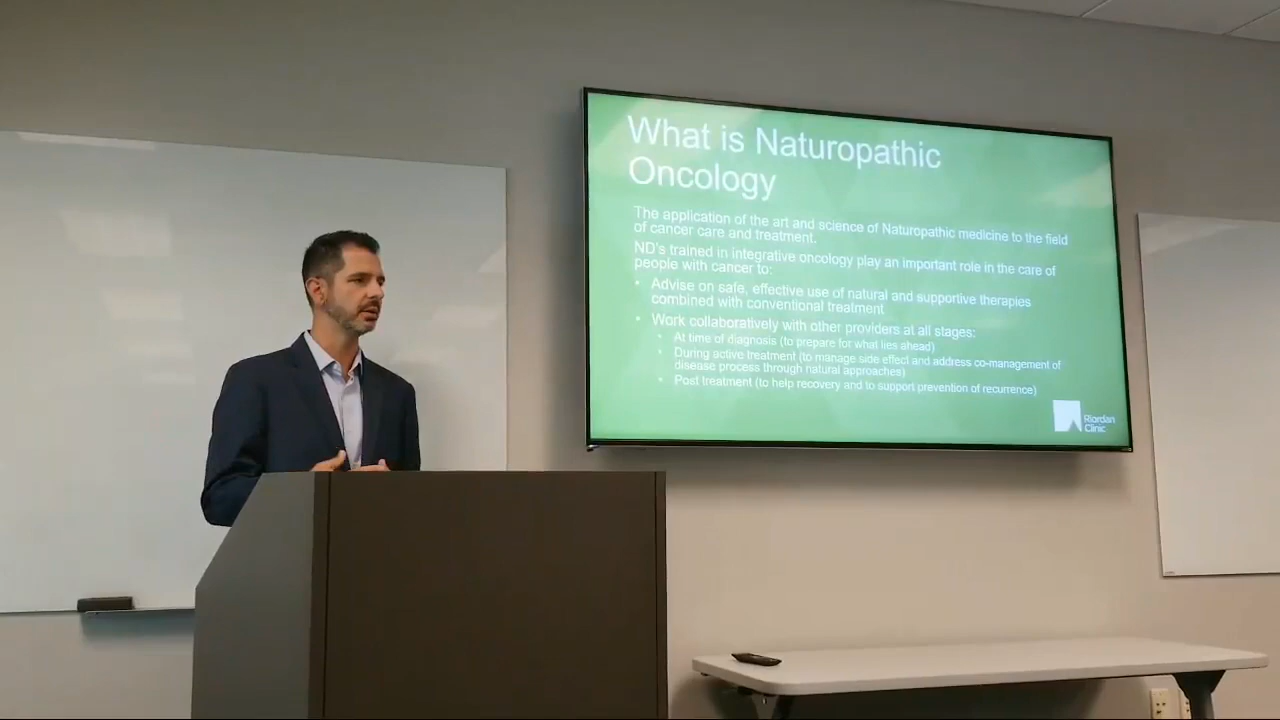 What is Naturopathic
Oncology
The application of the art and science of Naturopathic medicine to the field
of cancer care and treatment.
ND's trained in integrative oncology play an important role in the care of
people with cancer to:
• Advise on safe, effective use of natural and supportive therapies
combined with conventional treatment
• Work collaboratively with other providers at all stages:
• At time of diagnosis (to prepare for what lies ahead)
• During active treatment (to manage side effect and address co-management of
disease process through natural approaches)
• Post treatment (to help recovery and to support prevention of recurrence)
Riordan
Clinic